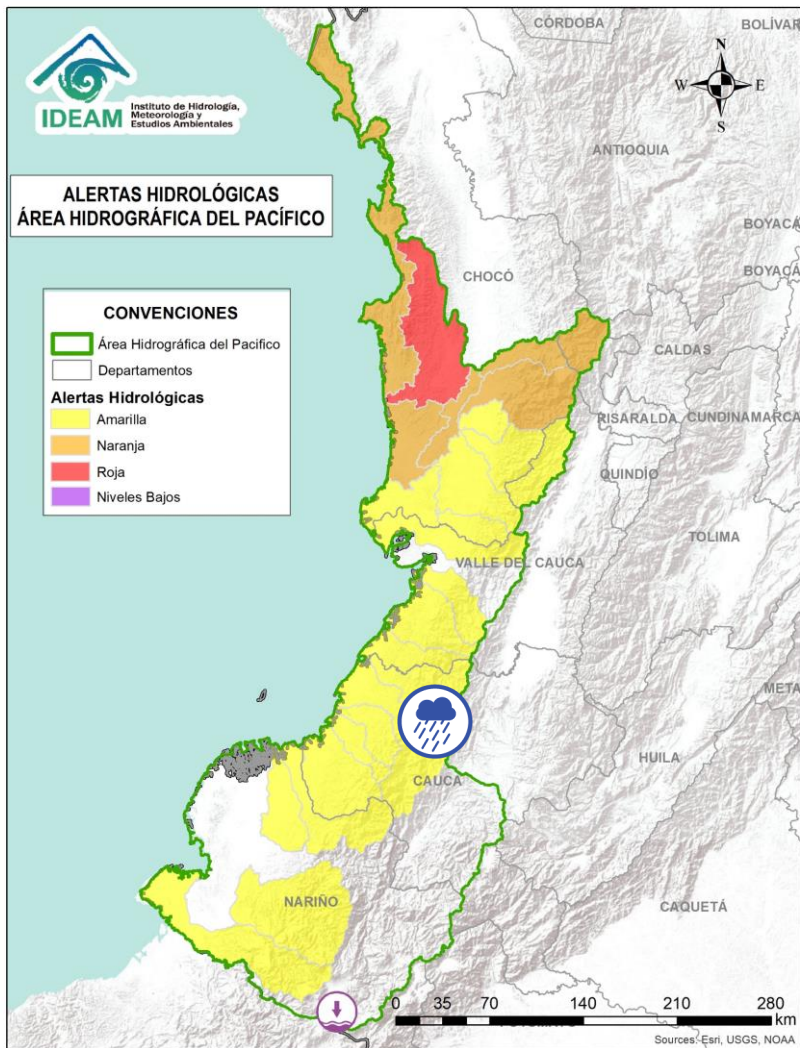 IDEAM
Instituto de Hidrología,
Meteorología y
Estudios Ambientales
ALERTAS HIDROLÓGICAS
ÁREA HIDROGRÁFICA DEL PACÍFICO
CONVENCIONES
Área Hidrográfica del Pacifico
Departamentos
Alertas Hidrológicas
Amarilla
Naranja
Roja
Niveles Bajos
N
W
E
S
CÓRDOBA
BOLÍVAR
ANTIOQUIA
BOYACÁ
BOYACÁ
CHOCÓ
CALDAS
RISARALDA
CUNDINAMARCA
QUINDÍO
TOLIMA
VALLE DEL CAUCA
META
HUILA
CAUCA
NARIÑO
CAQUETÁ
0 35 70 140 210 280
km
Sources: Esri, USGS, NOAA